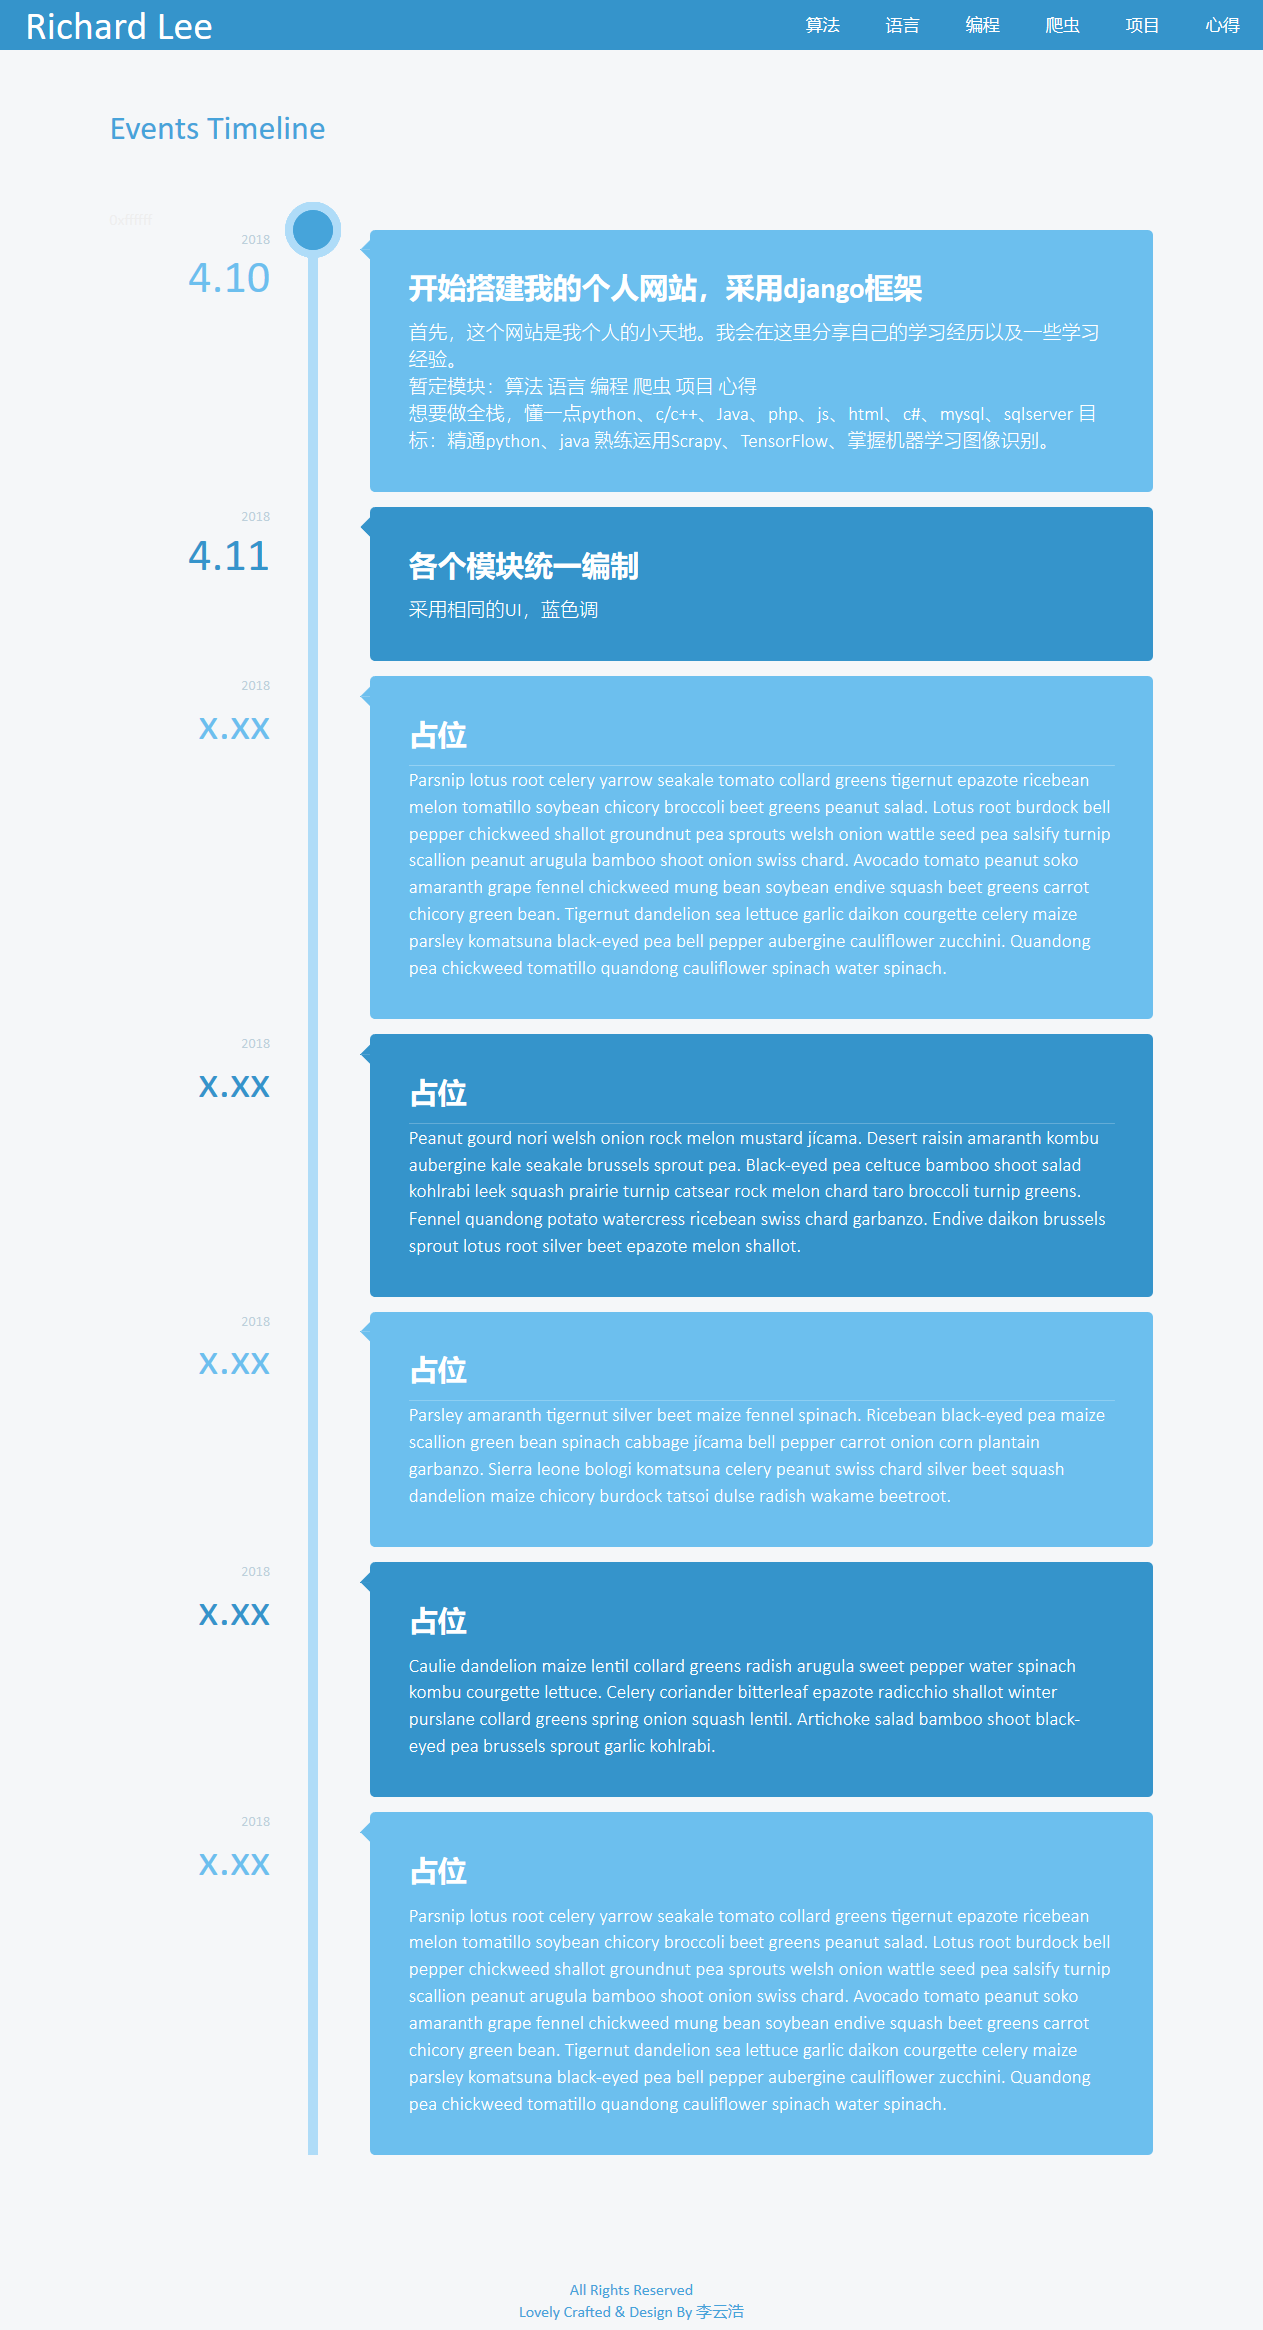 Richard Lee
算法 语言 编程 爬虫 项目 心得
Events Timeline
0xffffff
2018
4.10
开始搭建我的个人网站，采用django框架
首先，这个网站是我个人的小天地。我会在这里分享自己的学习经历以及一些学习
经验。
暂定模块：算法 语言 编程 爬虫 项目 心得
想要做全栈，懂一点python、c/c++、Java、php、js、html、c#、mysql、sqlserver 目
标：精通python、java 熟练运用Scrapy、TensorFlow、掌握机器学习图像识别。
2018
4.11
各个模块统一编制
采用相同的UI，蓝色调
2018
x.xx
占位
Parsnip lotus root celery yarrow seakale tomato collard greens tigernut epazote ricebean
melon tomatillo soybean chicory broccoli beet greens peanut salad. Lotus root burdock bell
pepper chickweed shallot groundnut pea sprouts welsh onion wattle seed pea salsify turnip
scallion peanut arugula bamboo shoot onion swiss chard. Avocado tomato peanut soko
amaranth grape fennel chickweed mung bean soybean endive squash beet greens carrot
chicory green bean. Tigernut dandelion sea lettuce garlic daikon courgette celery maize
parsley komatsuna black-eyed pea bell pepper aubergine cauliflower zucchini. Quandong
pea chickweed tomatillo quandong cauliflower spinach water spinach.
2018
x.xx
占位
Peanut gourd nori welsh onion rock melon mustard jícama. Desert raisin amaranth kombu
aubergine kale seakale brussels sprout pea. Black-eyed pea celtuce bamboo shoot salad
kohlrabi leek squash prairie turnip catsear rock melon chard taro broccoli turnip greens.
Fennel quandong potato watercress ricebean swiss chard garbanzo. Endive daikon brussels
sprout lotus root silver beet epazote melon shallot.
2018
x.xx
占位
Parsley amaranth tigernut silver beet maize fennel spinach. Ricebean black-eyed pea maize
scallion green bean spinach cabbage jícama bell pepper carrot onion corn plantain
garbanzo. Sierra leone bologi komatsuna celery peanut swiss chard silver beet squash
dandelion maize chicory burdock tatsoi dulse radish wakame beetroot.
2018
x.xx
占位
Caulie dandelion maize lentil collard greens radish arugula sweet pepper water spinach
kombu courgette lettuce. Celery coriander bitterleaf epazote radicchio shallot winter
purslane collard greens spring onion squash lentil. Artichoke salad bamboo shoot black-
eyed pea brussels sprout garlic kohlrabi.
2018
x.xx
占位
Parsnip lotus root celery yarrow seakale tomato collard greens tigernut epazote ricebean
melon tomatillo soybean chicory broccoli beet greens peanut salad. Lotus root burdock bell
pepper chickweed shallot groundnut pea sprouts welsh onion wattle seed pea salsify turnip
scallion peanut arugula bamboo shoot onion swiss chard. Avocado tomato peanut soko
amaranth grape fennel chickweed mung bean soybean endive squash beet greens carrot
chicory green bean. Tigernut dandelion sea lettuce garlic daikon courgette celery maize
parsley komatsuna black-eyed pea bell pepper aubergine cauliflower zucchini. Quandong
pea chickweed tomatillo quandong cauliflower spinach water spinach.
All Rights Reserved
Lovely Crafted & Design By 李云浩